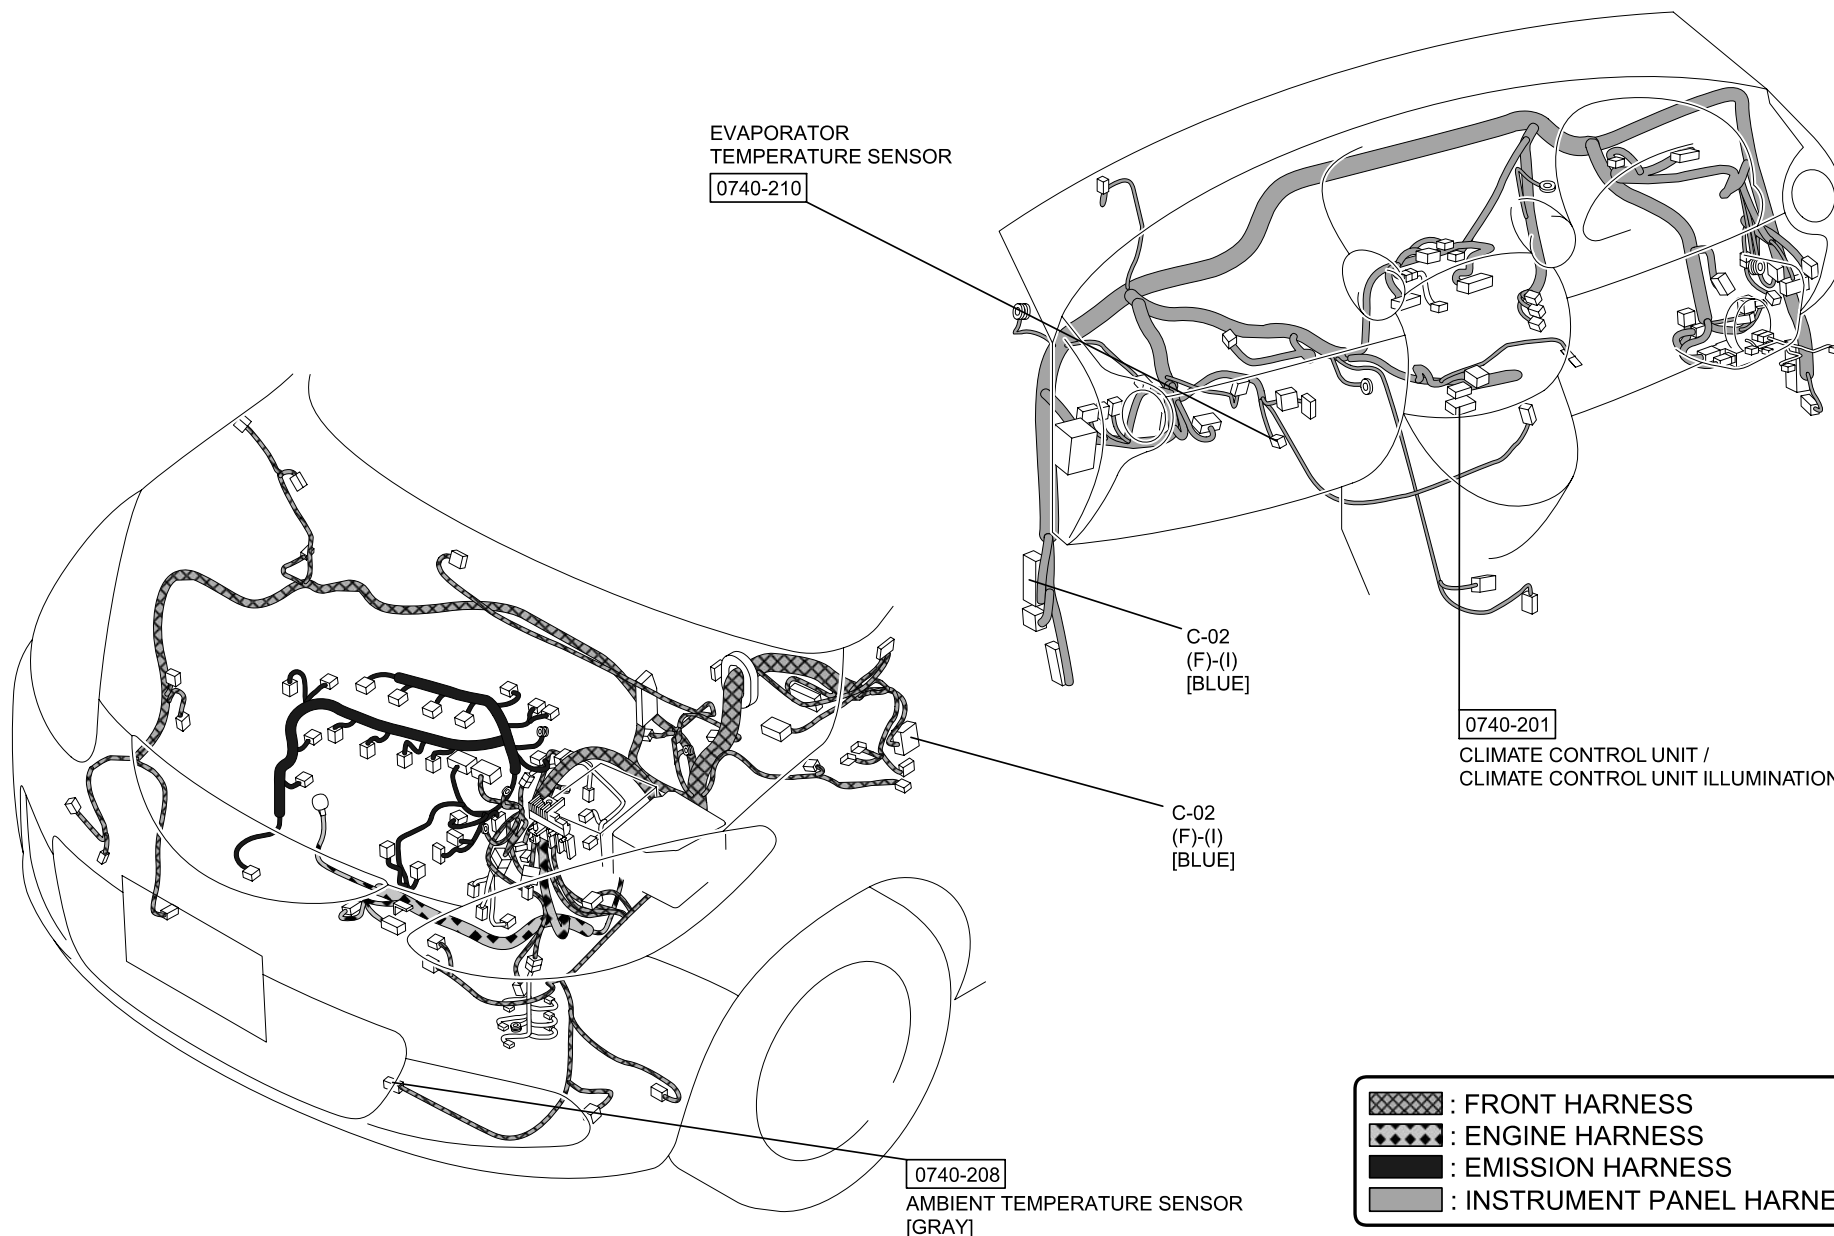 EVAPORATOR
TEMPERATURE SENSOR
0740-210
C-02
(F)-(I)
[BLUE]
0740-201
CLIMATE CONTROL UNIT /
CLIMATE CONTROL UNIT ILLUMINATION
C-02
(F)-(I)
[BLUE]
0740-208
AMBIENT TEMPERATURE SENSOR
[GRAY]
: FRONT HARNESS
: ENGINE HARNESS
: EMISSION HARNESS
: INSTRUMENT PANEL HARNE